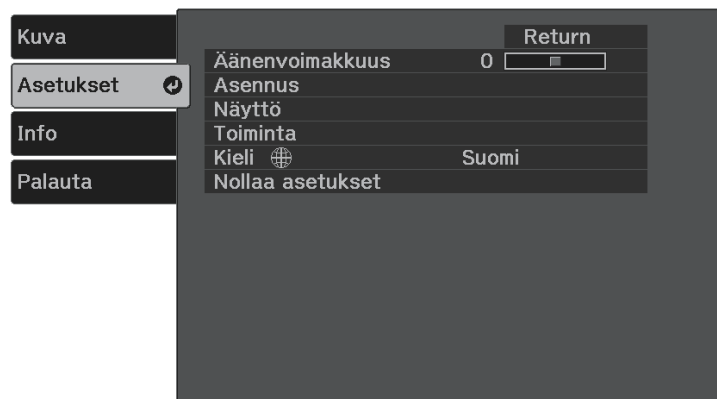 Kuva
Asetukset
Info
Palauta
Return
Äänenvoimakkuus 0
Asennus
Näyttö
Toiminta
Kieli Suomi
Nollaa asetukset